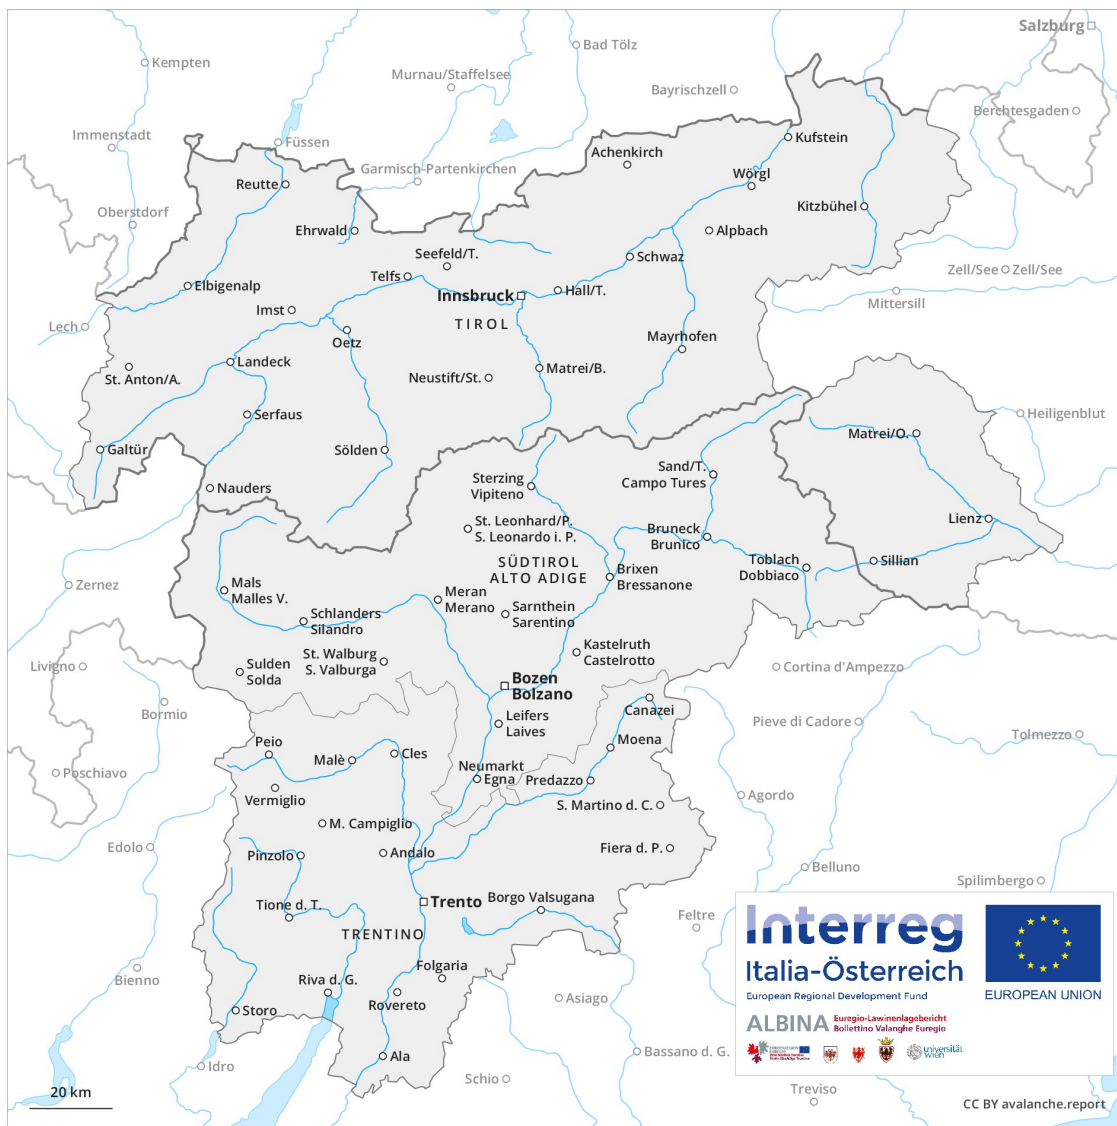 Salzburg
Bad Tölz
Kempten
Murnau/Staffelsee
Bayrischzell
Berchtesgaden
Immenstadt
Füssen
Kufstein
Achenkirch
Garmisch-Partenkirchen
Wörgl
Reutte
Oberstdorf
Kitzbühel
Ehrwald
Alpbach
Seefeld/T.
Schwaz
Zell/See
Zell/See
Telfs
Elbigenalp
Hall/T.
Innsbruck
Mittersill
Imst
TIROL
Lech
Oetz
Mayrhofen
Landeck
Matrei/B.
St. Anton/A.
Neustift/St.
Serfaus
Heiligenblut
Matrei/O.
Galtür
Sölden
Sand/T.
Campo Tures
Sterzing
Vipiteno
Nauders
Lienz
St. Leonhard/P.
S. Leonardo i. P.
Bruneck
Brunico
SÜDTIROL
ALTO ADIGE
Toblach
Dobbiaco
Sillian
Brixen
Bressanone
Zernez
Mals
Malles V.
Meran
Merano
Sarnthein
Sarentino
Schlanders
Silandro
Kastelruth
Castelrotto
St. Walburg
S. Valburga
Livigno
Sulden
Solda
Cortina d'Ampezzo
Bozen
Bolzano
Bormio
Canazei
Leifers
Laives
Pieve di Cadore
Tolmezzo
Peio
Moena
Cles
Malè
Neumarkt
Egna
Poschiavo
Predazzo
Vermiglio
Agordo
S. Martino d. C.
M. Campiglio
Edolo
Pinzolo
Andalo
Fiera d. P.
Belluno
Spilimbergo
Tione d. T.
Trento
Borgo Valsugana
Feltre
TRENTINO
Folgaria
Bienno
Riva d. G.
Rovereto
Asiago
Storo
Ala
Bassano d. G.
Idro
Schio
Treviso
20 km
Interreg
Italia-Österreich
European Regional Development Fund
EUROPEAN UNION
ALBINA
Euregio-Lawinenlagebericht
Bollettino Valanghe Euregio
universität
wien
CC BY avalanche.report